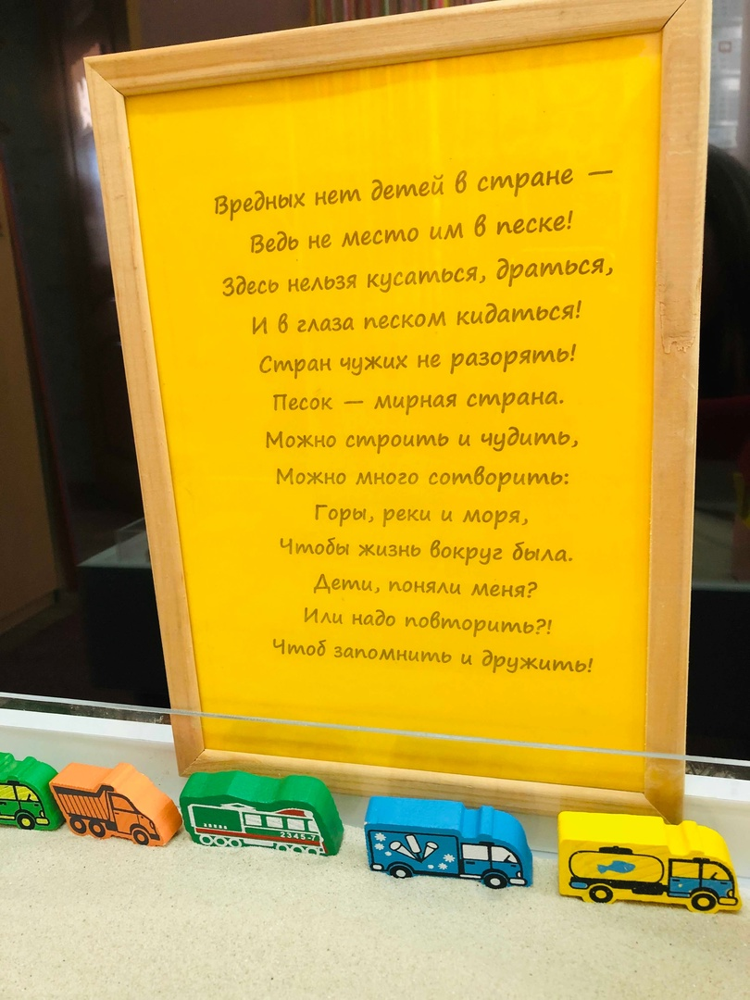 Вредных нет детей в стране —
Ведь не место им в песке!
Здесь нельзя кусаться, драться,
И в глаза песком кидаться!
Стран чужих не разорять!
Песок — мирная страна.
Можно строить и чудить,
Можно много сотворить:
Горы, реки и моря,
Чтобы жизнь вокруг была.
Дети, поняли меня?
Или надо повторить?!
Чтоб запомнить и дружить!
2345-7